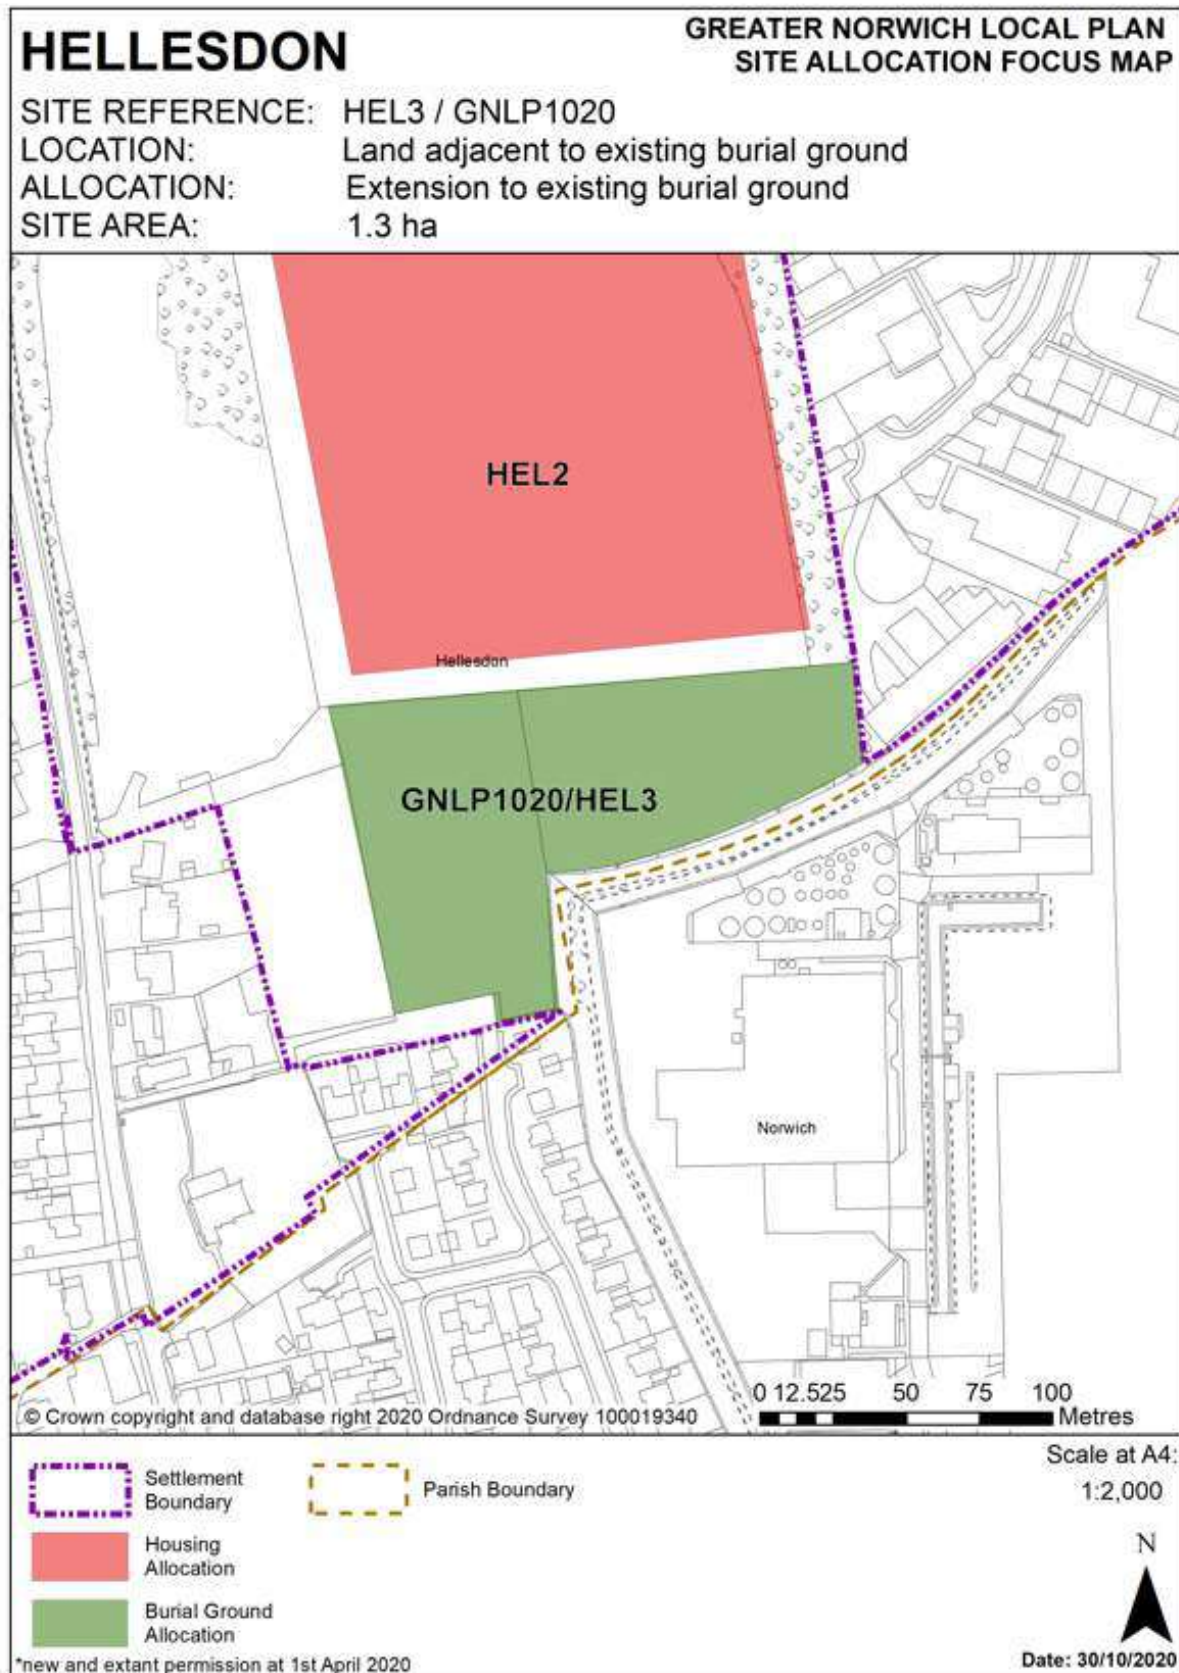 HELLESDON
GREATER NORWICH LOCAL PLAN
SITE ALLOCATION FOCUS MAP
SITE REFERENCE: HEL3 / GNLP1020
LOCATION: Land adjacent to existing burial ground
ALLOCATION: Extension to existing burial ground
SITE AREA: 1.3 ha
HEL2
Hellesdon
GNLP1020/HEL3
Norwich
0 12.525 50 75 100
Metres
© Crown copyright and database right 2020 Ordnance Survey 100019340
Settlement
Boundary
Parish Boundary
Housing
Allocation
Burial Ground
Allocation
*new and extant permission at 1st April 2020
Scale at A4:
1:2,000
N
Date: 30/10/2020